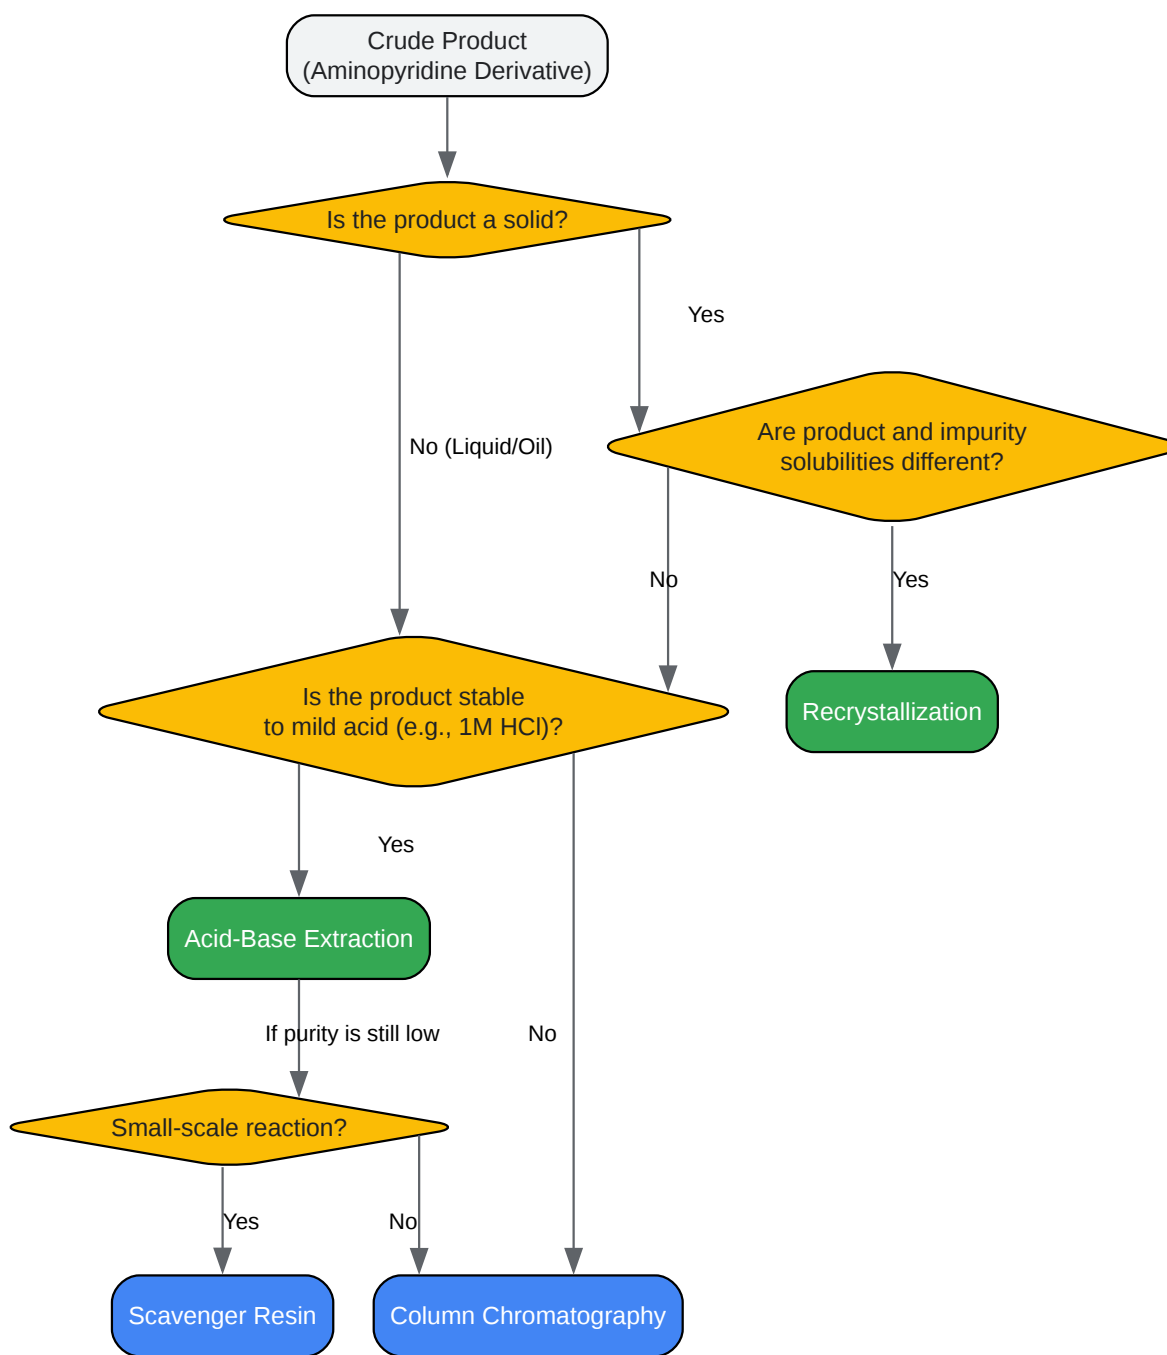 Crude Product
(Aminopyridine Derivative)
Is the product a solid?
Yes
No (Liquid/Oil)
Are product and impurity
solubilities different?
No
Yes
Is the product stable
to mild acid (e.g., 1M HCl)?
Recrystallization
Yes
Acid-Base Extraction
If purity is still low
No
Small-scale reaction?
Yes
No
Scavenger Resin
Column Chromatography